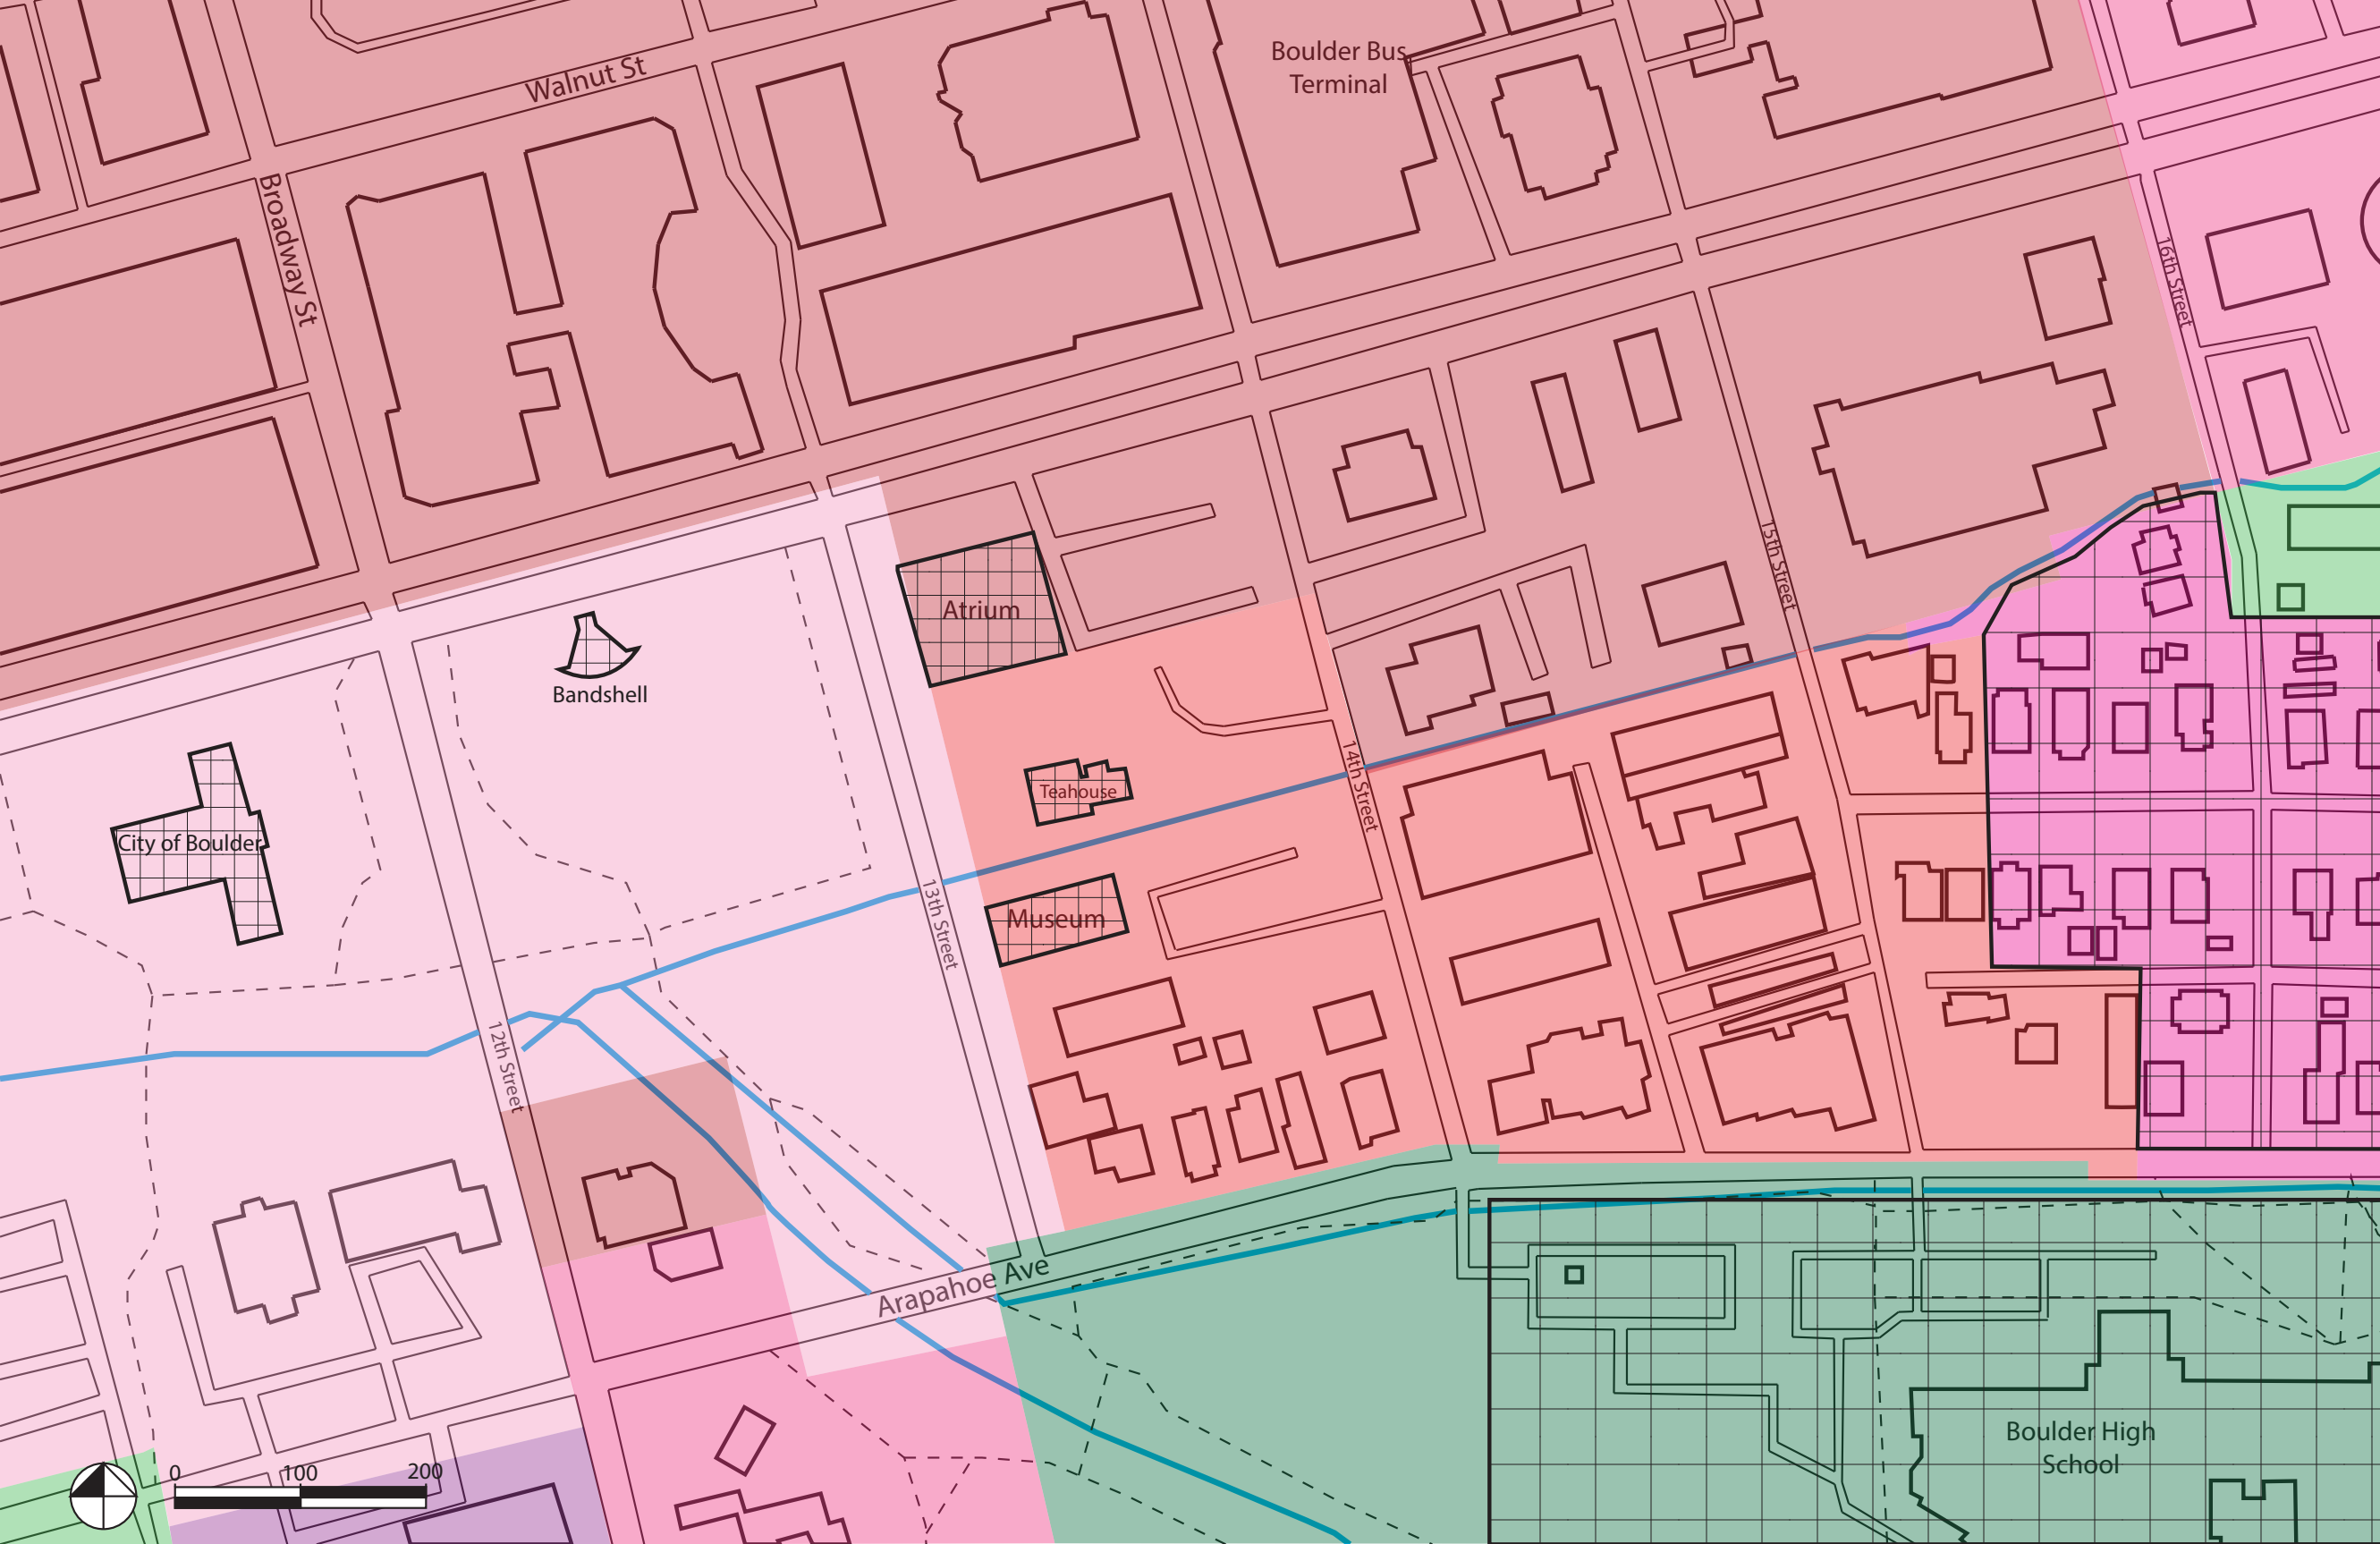 Boulder Bus
Terminal
Walnut St
Broadway St
16th Street
15th Street
Atrium
Bandshell
Teahouse
14th Street
City of Boulder
Museum
13th Street
12th Street
Arapahoe Ave
Boulder High
School
0 100 200